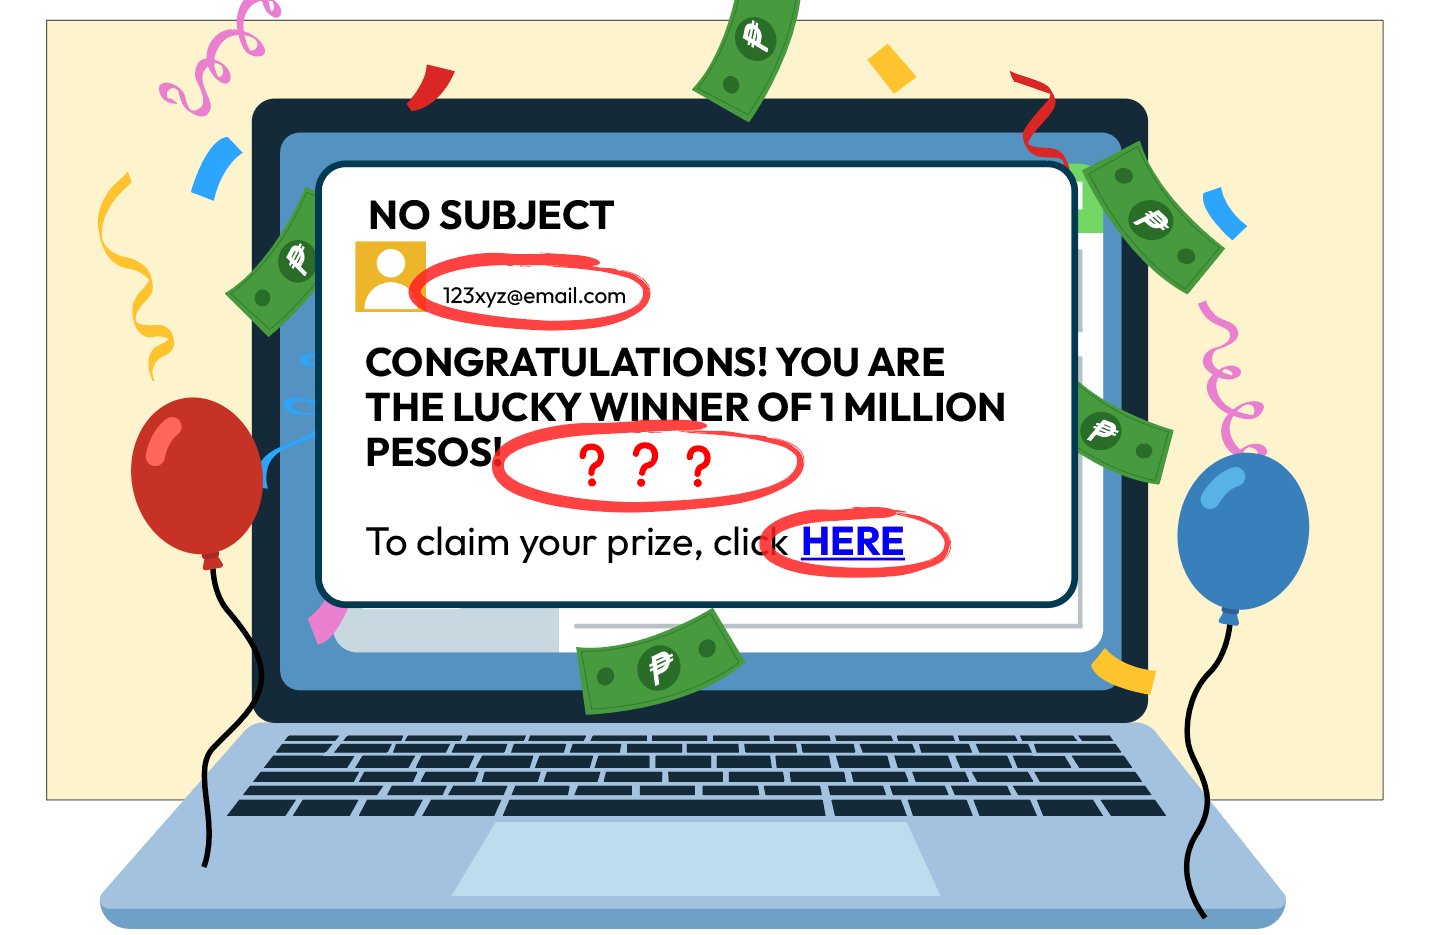 NO SUBJECT
123xyz@email.com
CONGRATULATIONS! YOU ARE
THE LUCKY WINNER OF 1 MILLION
PESOS!
? ? ?
To claim your prize, click HERE